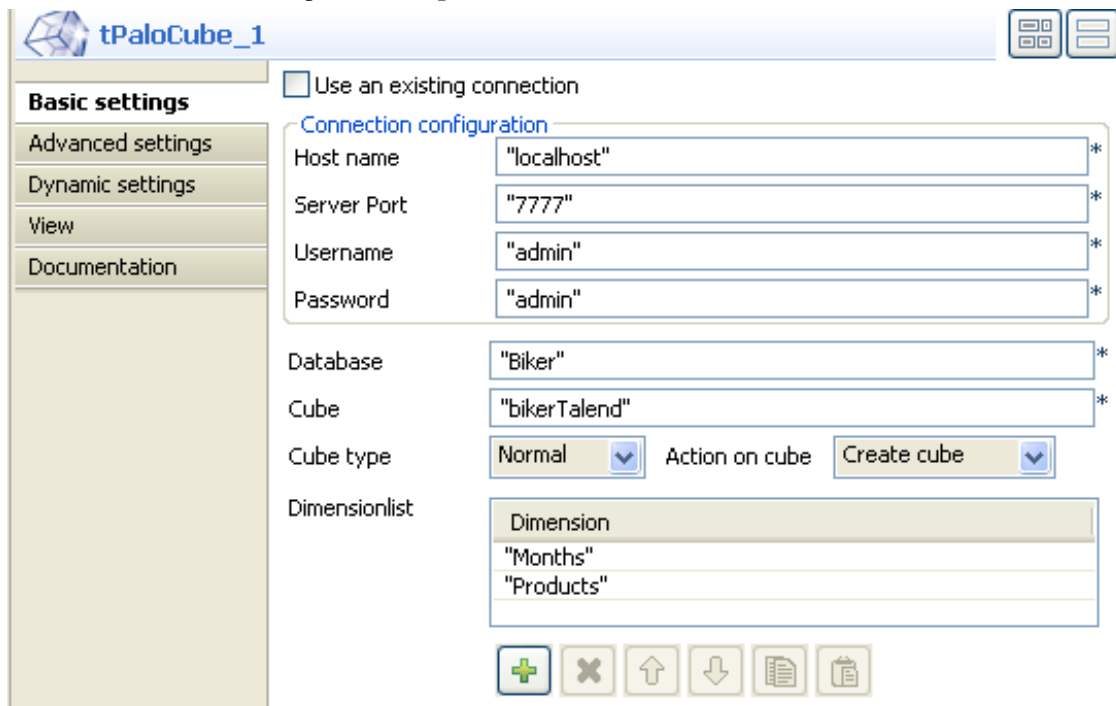 tPaloCube_1
Basic settings
Advanced settings
Dynamic settings
View
Documentation
Use an existing connection
Connection configuration
Host name "localhost" *
Server Port "7777" *
Username "admin" *
Password "admin" *
Database "Biker" *
Cube "bikerTalend" *
Cube type Normal Action on cube Create cube
Dimensionlist
Dimension
"Months"
"Products"